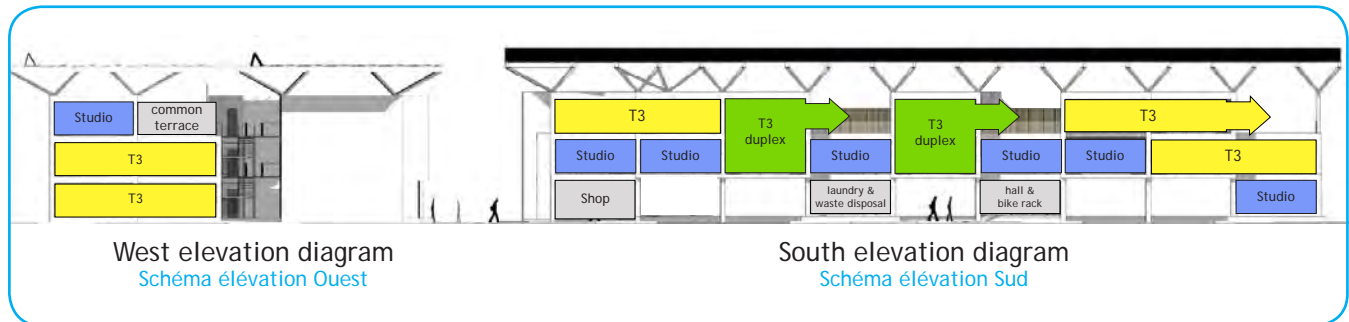 Studio
common
terrace
T3
T3
West elevation diagram
Schéma élévation Ouest
T3
T3
duplex
T3
duplex
T3
Studio
Studio
Studio
Studio
Studio
T3
Shop
laundry &
waste disposal
hall &
bike rack
Studio
South elevation diagram
Schéma élévation Sud